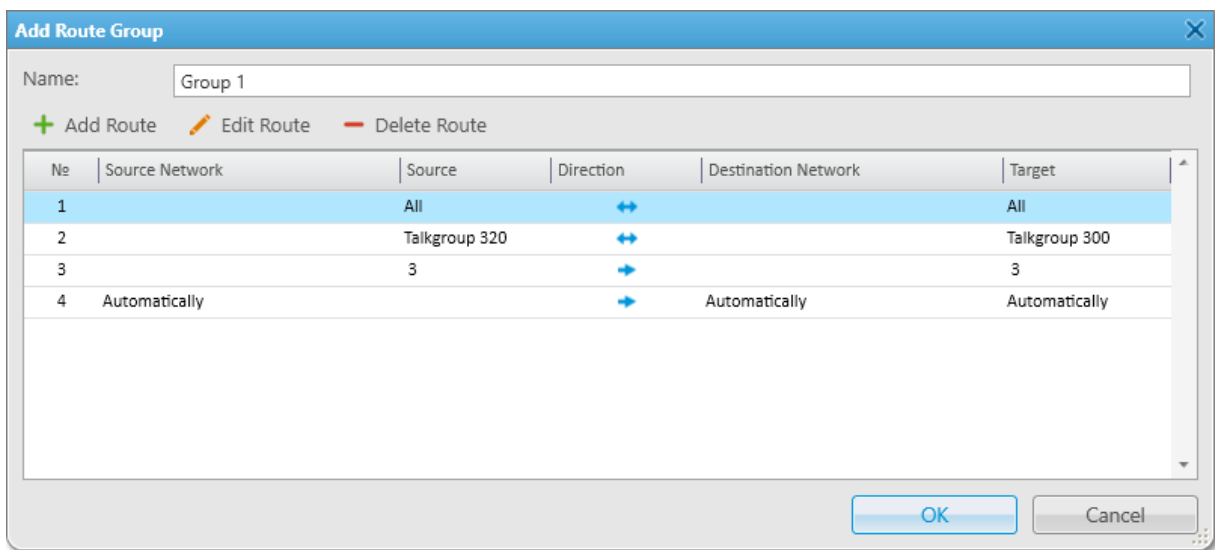 Add Route Group
Name: Group 1
Add Route Edit Route Delete Route
№ Source Network Source Direction Destination Network Target
1 All All
2 Talkgroup 320 Talkgroup 300
3 3 3
4 Automatically Automatically Automatically
OK Cancel